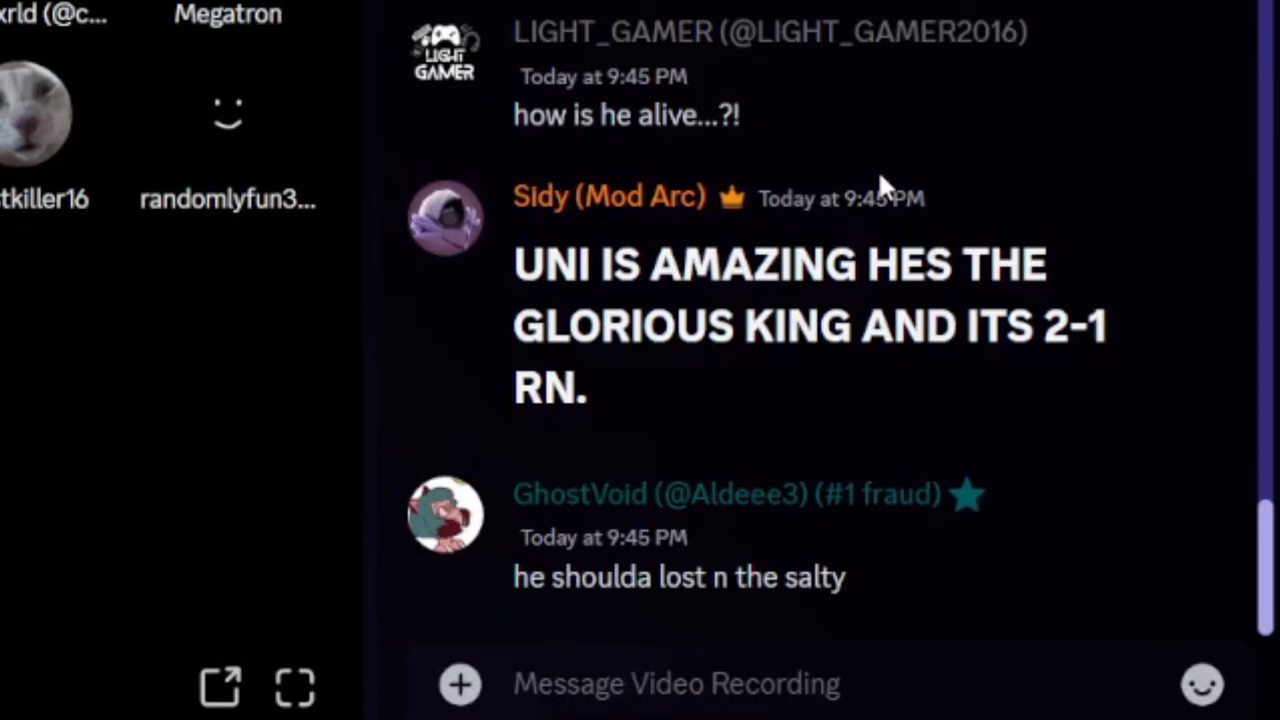 xrld (@c...
Megatron
tkiller16
randomlyfun3...
LIGHT GAMER
LIGHT_GAMER (@LIGHT_GAMER2016)
Today at 9:45 PM
how is he alive...?!
Sidy (Mod Arc) Today at 9:45 PM
UNI IS AMAZING HES THE
GLORIOUS KING AND ITS 2-1
RN.
GhostVoid (@Aldeee3) (#1 fraud)
Today at 9:45 PM
he shoulda lost n the salty
Message Video Recording